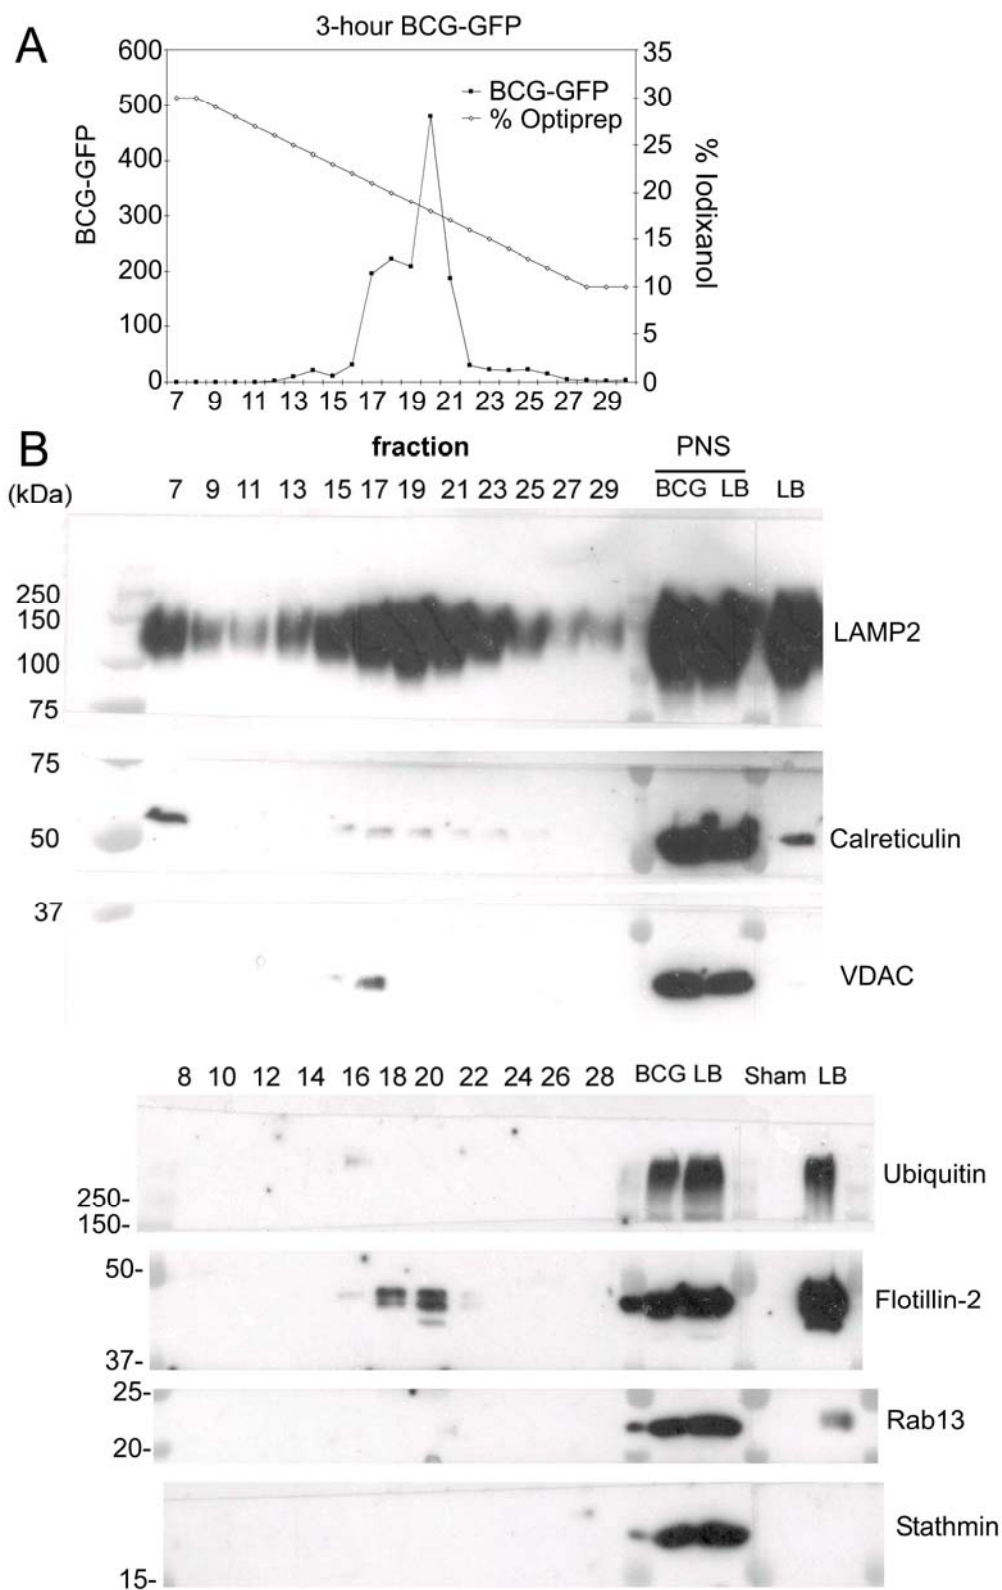 A
3-hour BCG-GFP
BCG-GFP
600
500
400
300
200
100
0
35
30
25
20
15
10
5
0
% Iodixanol
BCG-GFP
% Optiprep
7 9 11 13 15 17 19 21 23 25 27 29
B
fraction
PNS
(kDa)
7 9 11 13 15 17 19 21 23 25 27 29 BCG LB LB
250
150
100
75
LAMP2
75
50
Calreticulin
37
VDAC
8 10 12 14 16 18 20 22 24 26 28 BCG LB Sham LB
250-
150-
Ubiquitin
50-
37-
Flotillin-2
25-
20-
Rab13
15-
Stathmin